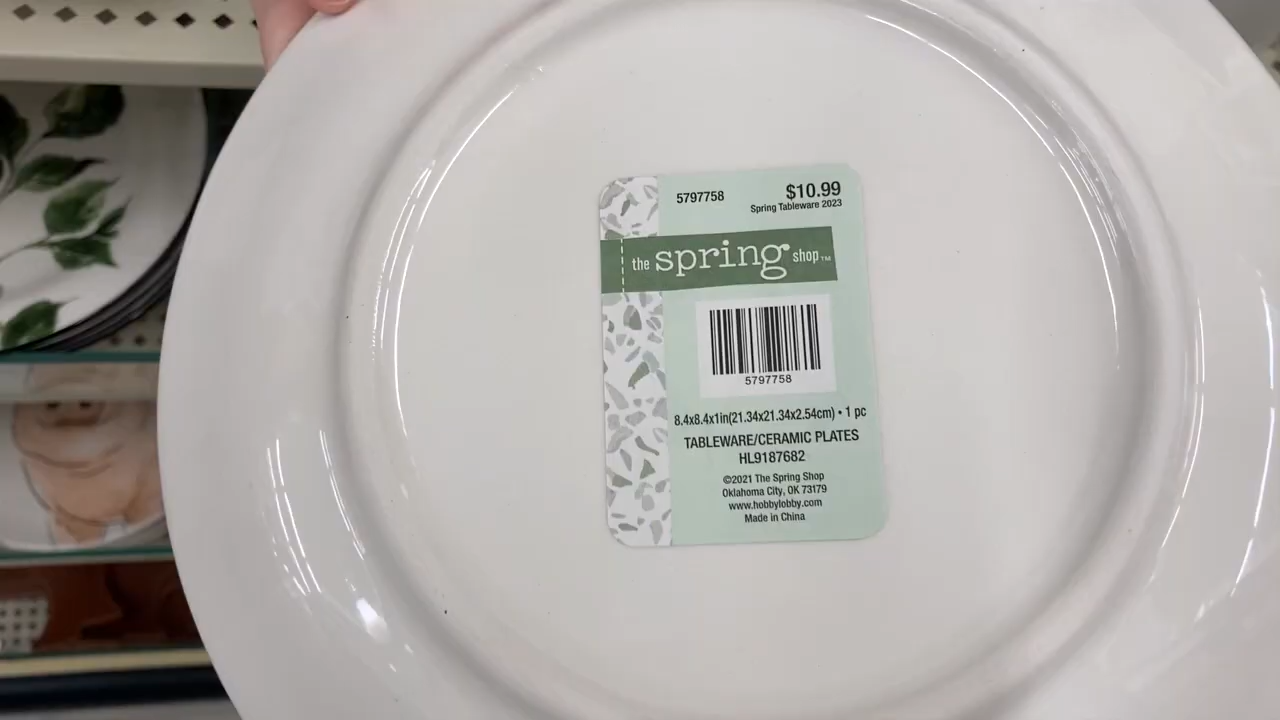 5797758 $10.99
Spring Tableware 2023
the spring shop™
5797758
8.4x8.4x1in(21.34x21.34x2.54cm) • 1 pc
TABLEWARE/CERAMIC PLATES
HL9187682
©2021 The Spring Shop
Oklahoma City, OK 73179
www.hobbylobby.com
Made in China